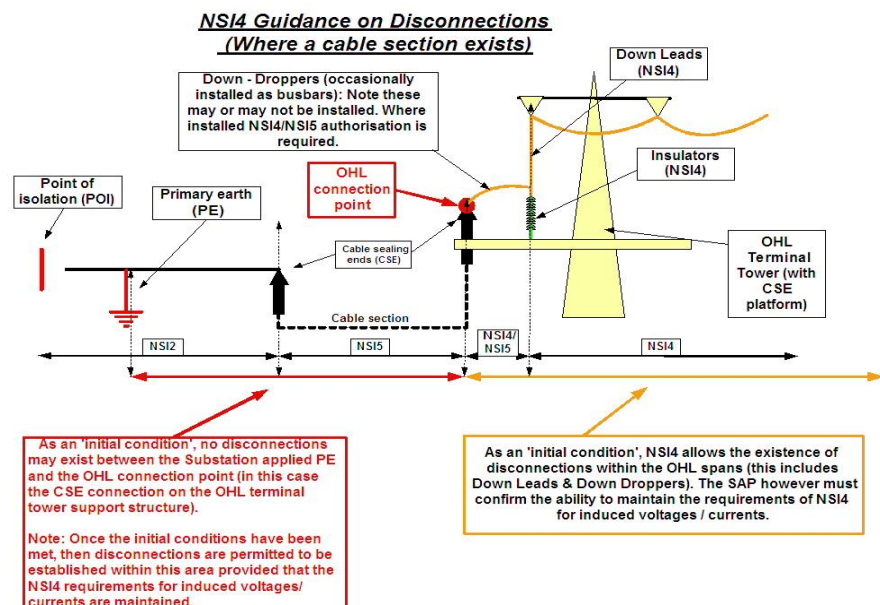 NSI4 Guidance on Disconnections
(Where a cable section exists)
Down - Droppers (occasionally
installed as busbars): Note these
may or may not be installed. Where
installed NSI4/NSI5 authorisation is
required.
Down Leads
(NSI4)
OHL
connection
point
Insulators
(NSI4)
Point of
isolation (POI)
Primary earth
(PE)
Cable sealing
ends (CSE)
OHL
Terminal
Tower (with
CSE
platform)
Cable section
NSI2
NSI5
NSI4/
NSI5
NSI4
As an 'initial condition', no disconnections
may exist between the Substation applied PE
and the OHL connection point (in this case
the CSE connection on the OHL terminal
tower support structure).
Note: Once the initial conditions have been
met, then disconnections are permitted to be
established within this area provided that the
NSI4 requirements for induced voltages/
currents are maintained.
As an 'initial condition', NSI4 allows the existence of
disconnections within the OHL spans (this includes
Down Leads & Down Droppers). The SAP however must
confirm the ability to maintain the requirements of NSI4
for induced voltages / currents.